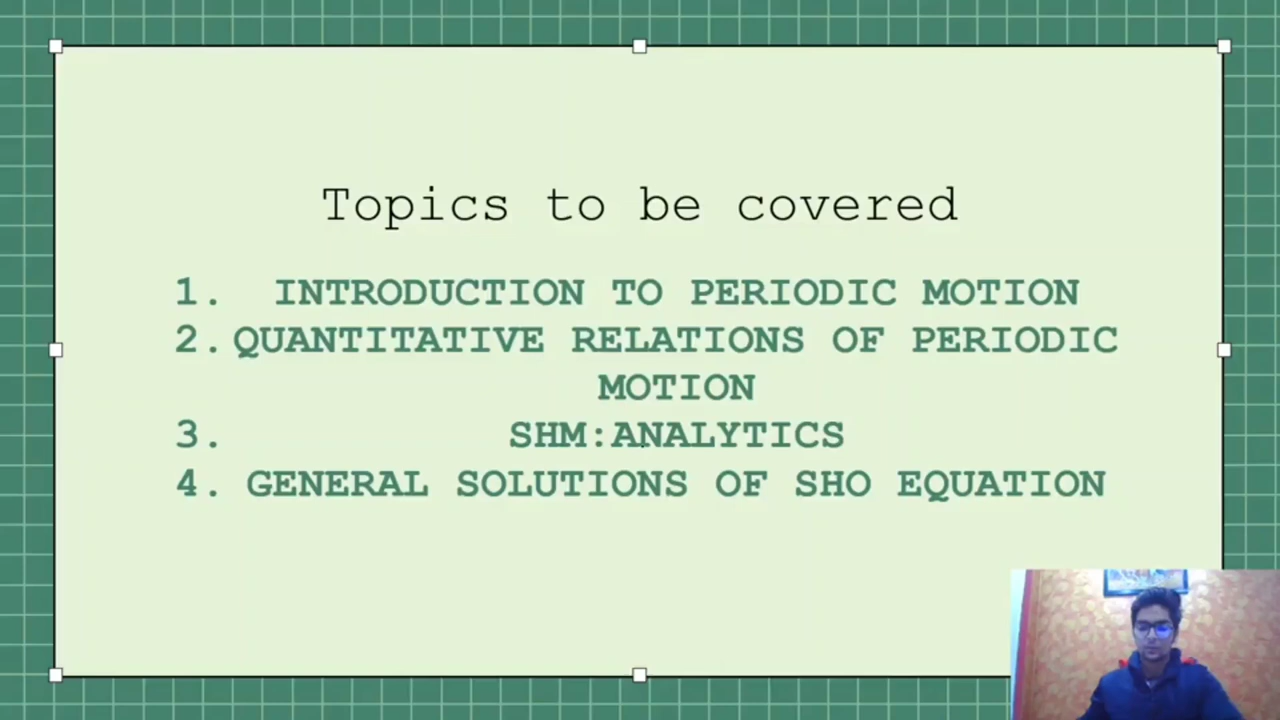 Topics to be covered
1. INTRODUCTION TO PERIODIC MOTION
2. QUANTITATIVE RELATIONS OF PERIODIC
MOTION
3. SHM:ANALYTICS
4. GENERAL SOLUTIONS OF SHO EQUATION